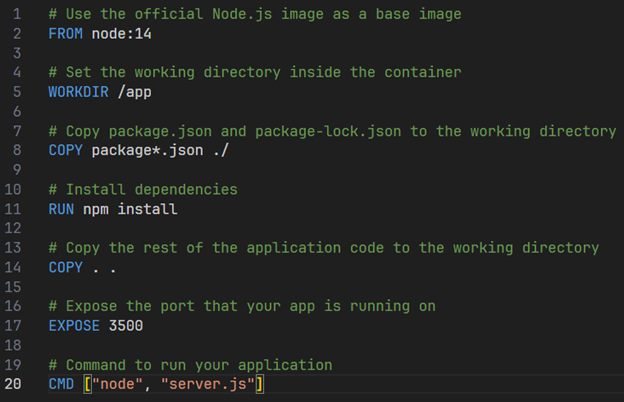 1 # Use the official Node.js image as a base image
2 FROM node:14
3
4 # Set the working directory inside the container
5 WORKDIR /app
6
7 # Copy package.json and package-lock.json to the working directory
8 COPY package*.json ./
9
10 # Install dependencies
11 RUN npm install
12
13 # Copy the rest of the application code to the working directory
14 COPY . .
15
16 # Expose the port that your app is running on
17 EXPOSE 3500
18
19 # Command to run your application
20 CMD ["node", "server.js"]